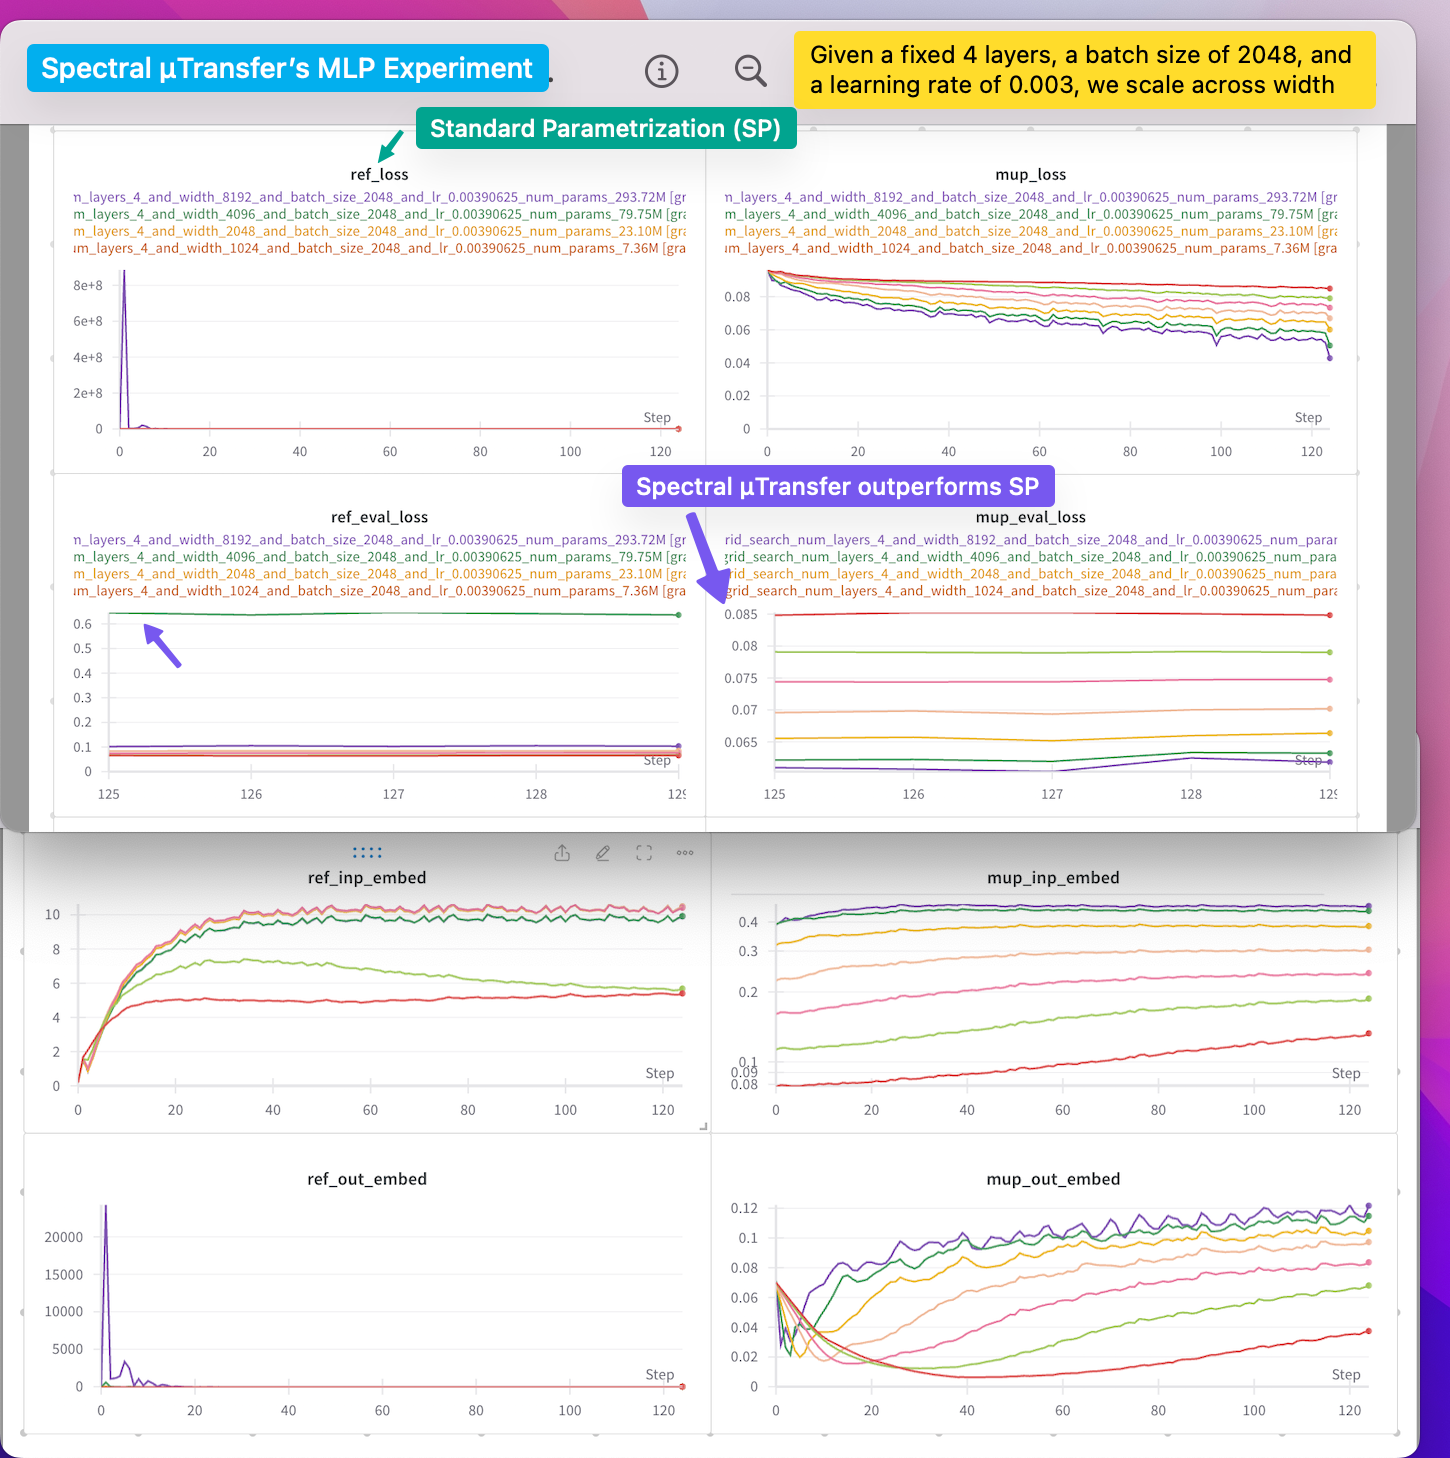 Spectral µTransfer's MLP Experiment
Given a fixed 4 layers, a batch size of 2048, and
a learning rate of 0.003, we scale across width
Standard Parametrization (SP)
ref_loss
n_layers_4_and_width_8192_and_batch_size_2048_and_lr_0.00390625_num_params_293.72M [gr
m_layers_4_and_width_4096_and_batch_size_2048_and_lr_0.00390625_num_params_79.75M [gra
m_layers_4_and_width_2048_and_batch_size_2048_and_lr_0.00390625_num_params_23.10M [gra
ım_layers_4_and_width_1024_and_batch_size_2048_and_lr_0.00390625_num_params_7.36M [gra
8e+8
6e+8
4e+8
2e+8
0
Step
0 20 40 60 80 100 120
mup_loss
n_layers_4_and_width_8192_and_batch_size_2048_and_lr_0.00390625_num_params_293.72M [gr
m_layers_4_and_width_4096_and_batch_size_2048_and_lr_0.00390625_num_params_79.75M [gra
m_layers_4_and_width_2048_and_batch_size_2048_and_lr_0.00390625_num_params_23.10M [gra
ım_layers_4_and_width_1024_and_batch_size_2048_and_lr_0.00390625_num_params_7.36M [gra
0.08
0.06
0.04
0.02
0
Step
0 20 40 60 80 100 120
Spectral µTransfer outperforms SP
ref_eval_loss
n_layers_4_and_width_8192_and_batch_size_2048_and_lr_0.00390625_num_params_293.72M [gr
m_layers_4_and_width_4096_and_batch_size_2048_and_lr_0.00390625_num_params_79.75M [gra
m_layers_4_and_width_2048_and_batch_size_2048_and_lr_0.00390625_num_params_23.10M [gra
ım_layers_4_and_width_1024_and_batch_size_2048_and_lr_0.00390625_num_params_7.36M [gra
0.6
0.5
0.4
0.3
0.2
0.1
0
Step
125 126 127 128 129
mup_eval_loss
rid_search_num_layers_4_and_width_8192_and_batch_size_2048_and_lr_0.00390625_num_parar
grid_search_num_layers_4_and_width_4096_and_batch_size_2048_and_lr_0.00390625_num_para
rid_search_num_layers_4_and_width_2048_and_batch_size_2048_and_lr_0.00390625_num_para
grid_search_num_layers_4_and_width_1024_and_batch_size_2048_and_lr_0.00390625_num_para
0.085
0.08
0.075
0.07
0.065
Step
125 126 127 128 129
ref_inp_embed
10
8
6
4
2
0
Step
0 20 40 60 80 100 120
mup_inp_embed
0.4
0.3
0.2
0.1
0.09
0.08
Step
0 20 40 60 80 100 120
ref_out_embed
20000
15000
10000
5000
0
Step
0 20 40 60 80 100 120
mup_out_embed
0.12
0.1
0.08
0.06
0.04
0.02
0
Step
0 20 40 60 80 100 120